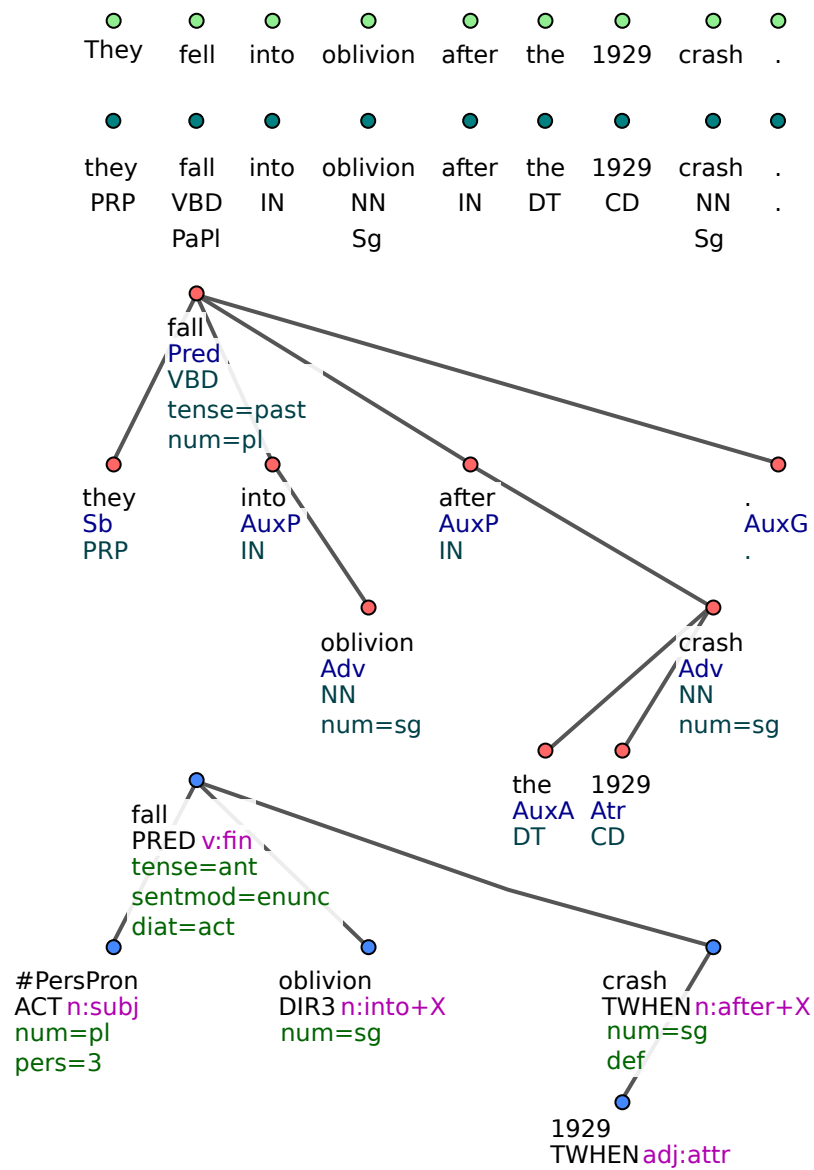 They fell into oblivion after the 1929 crash .
they fall into oblivion after the 1929 crash .
PRP VBD IN NN IN DT CD NN .
PaPl Sg Sg
fall
Pred
VBD
tense=past
num=pl
they into after .
Sb AuxP AuxP AuxG
PRP IN IN .
oblivion crash
Adv Adv
NN NN
num=sg num=sg
the 1929
AuxA Atr
DT CD
fall
PRED v:fin
tense=ant
sentmod=enunc
diat=act
#PersPron oblivion crash
ACT n:subj DIR3 n:into+X TWHEN n:after+X
num=pl num=sg num=sg
pers=3 def
1929
TWHEN adj:attr